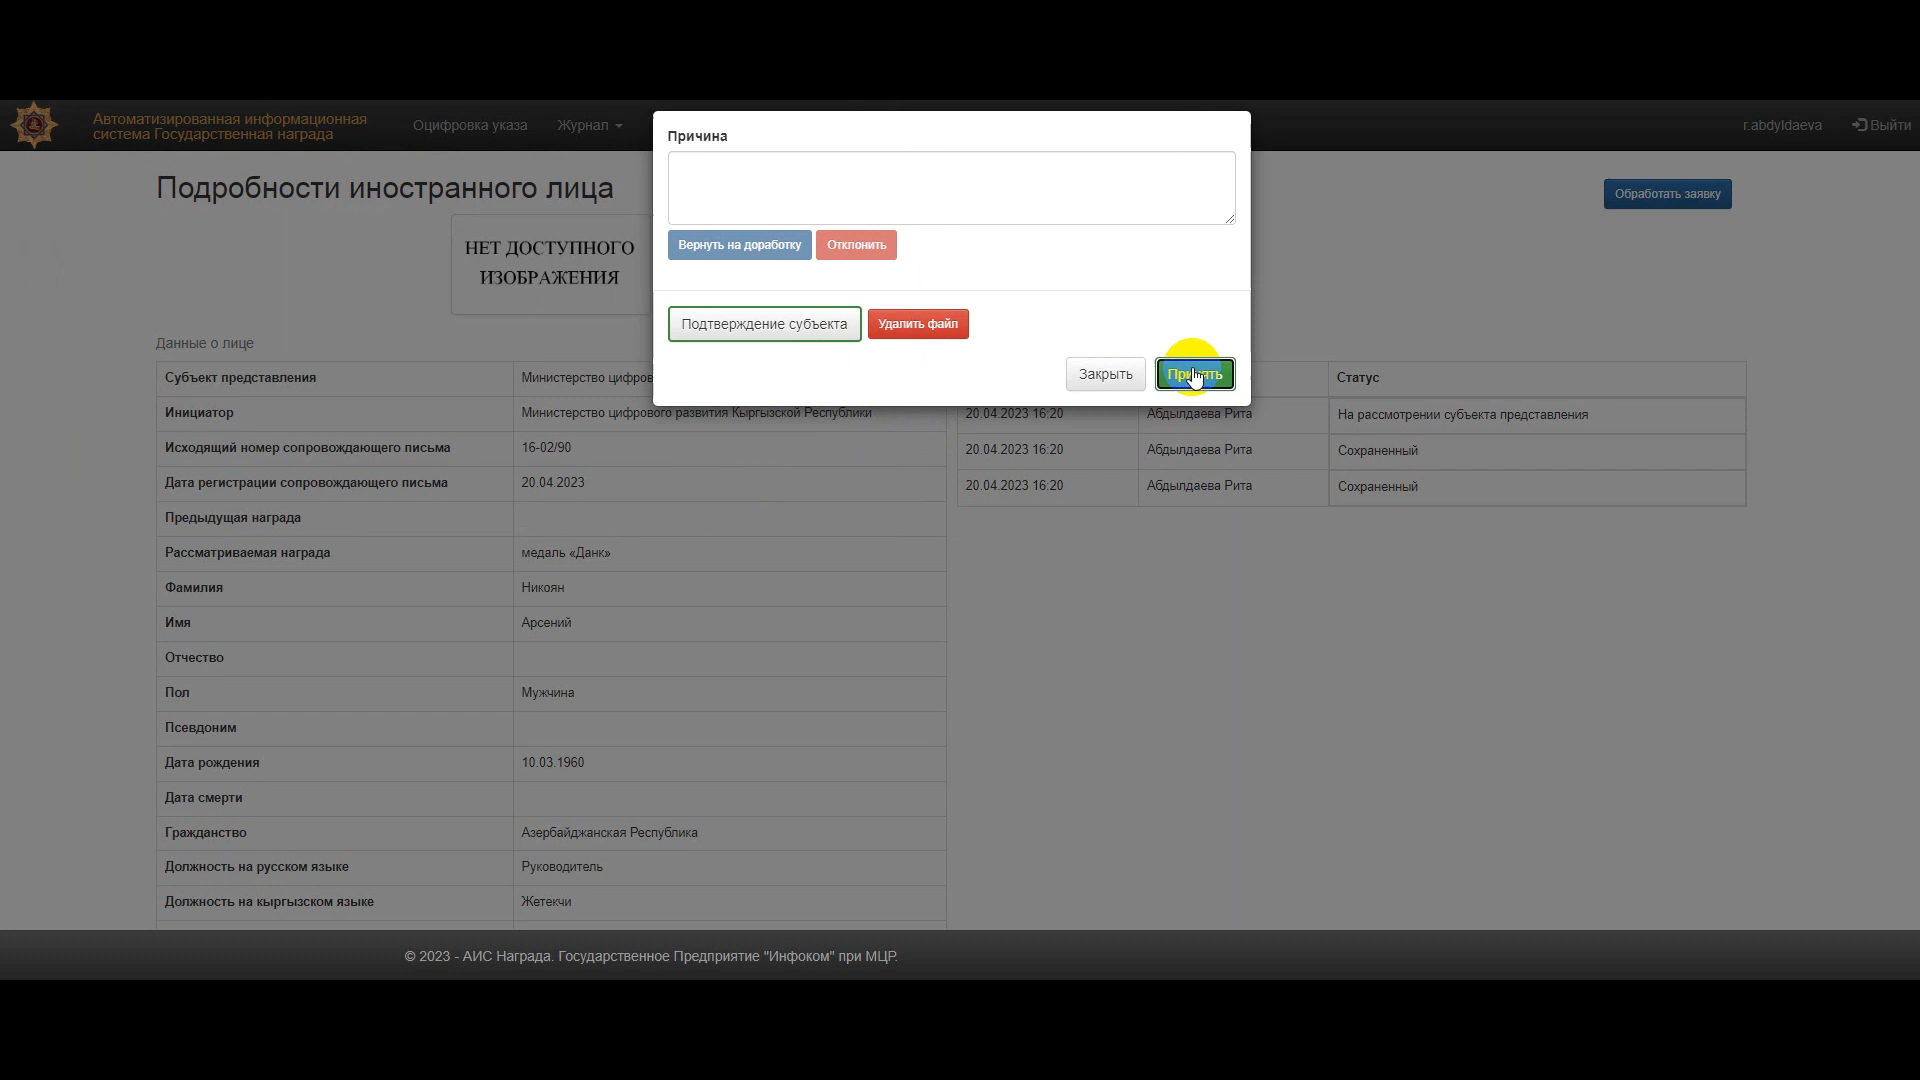 Автоматизированная информационная
система Государственная награда
Оцифровка указа
Журнал
r.abdyldaeva
Выйти
Причина
Вернуть на доработку
Отклонить
Подтверждение субъекта
Удалить файл
Закрыть
Принять
Подробности иностранного лица
Обработать заявку
НЕТ ДОСТУПНОГО
ИЗОБРАЖЕНИЯ
Данные о лице
Субъект представления Министерство цифров
Инициатор Министерство цифрового развития Кыргызской Республики
Исходящий номер сопровождающего письма 16-02/90
Дата регистрации сопровождающего письма 20.04.2023
Предыдущая награда
Рассматриваемая награда медаль «Данк»
Фамилия Никоян
Имя Арсений
Отчество
Пол Мужчина
Псевдоним
Дата рождения 10.03.1960
Дата смерти
Гражданство Азербайджанская Республика
Должность на русском языке Руководитель
Должность на кыргызском языке Жетекчи
Статус
20.04.2023 16:20 Абдылдаева Рита На рассмотрении субъекта представления
20.04.2023 16:20 Абдылдаева Рита Сохраненный
20.04.2023 16:20 Абдылдаева Рита Сохраненный
© 2023 - АИС Награда. Государственное Предприятие "Инфоком" при МЦР.